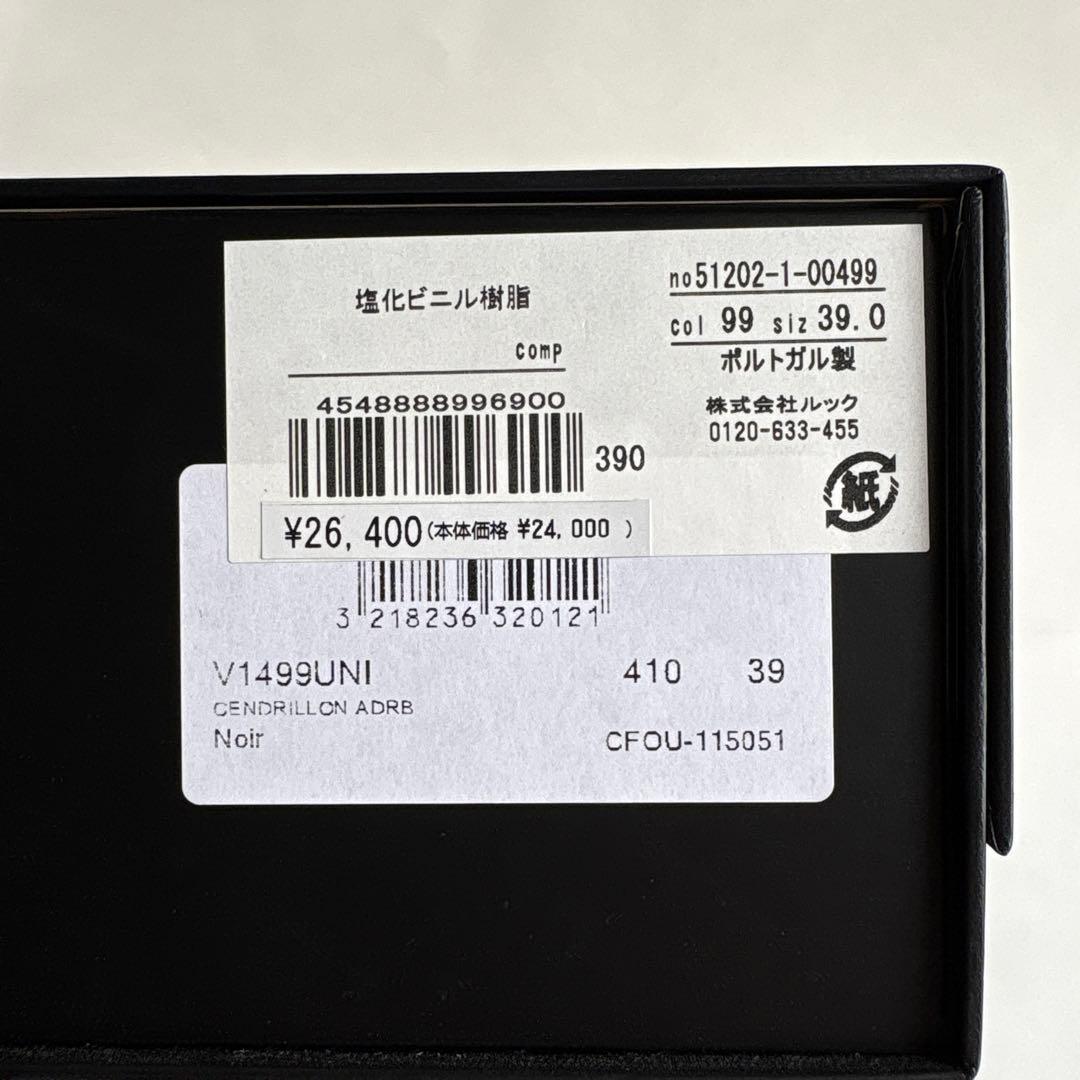 塩化ビニル樹脂
comp
4548888996900
390
¥26,400(本体価格 ¥24,000 )
no51202-1-00499
col 99 siz 39.0
ポルトガル製
株式会社ルック
0120-633-455
紙
3 218236 320121
V1499UNI 410 39
CENDRILLON ADRB
Noir CFOU-115051